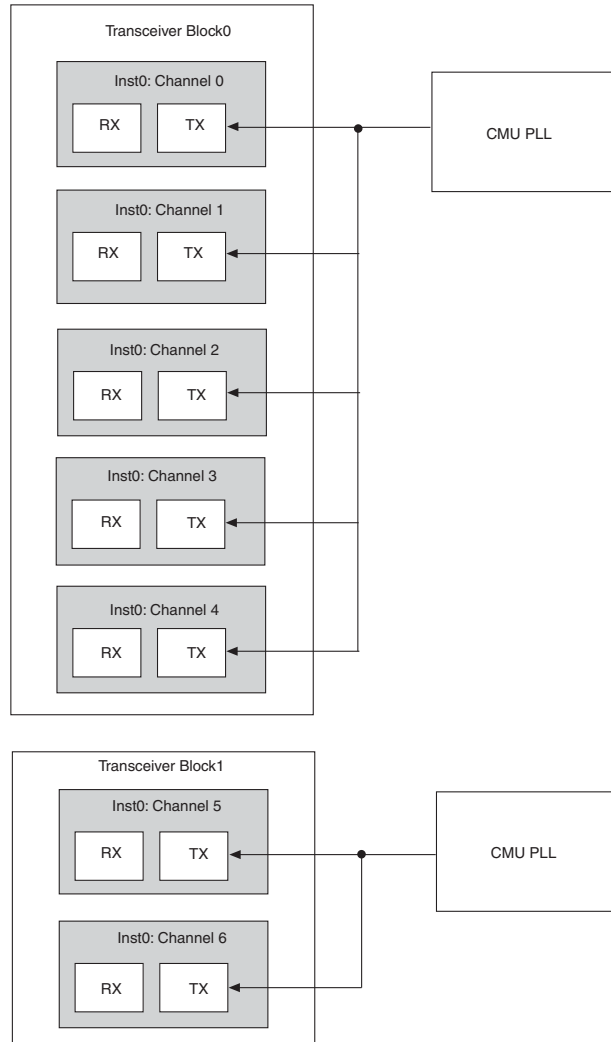 Transceiver Block0
Inst0: Channel 0
RX
TX
CMU PLL
Inst0: Channel 1
RX
TX
Inst0: Channel 2
RX
TX
Inst0: Channel 3
RX
TX
Inst0: Channel 4
RX
TX
Transceiver Block1
Inst0: Channel 5
RX
TX
CMU PLL
Inst0: Channel 6
RX
TX